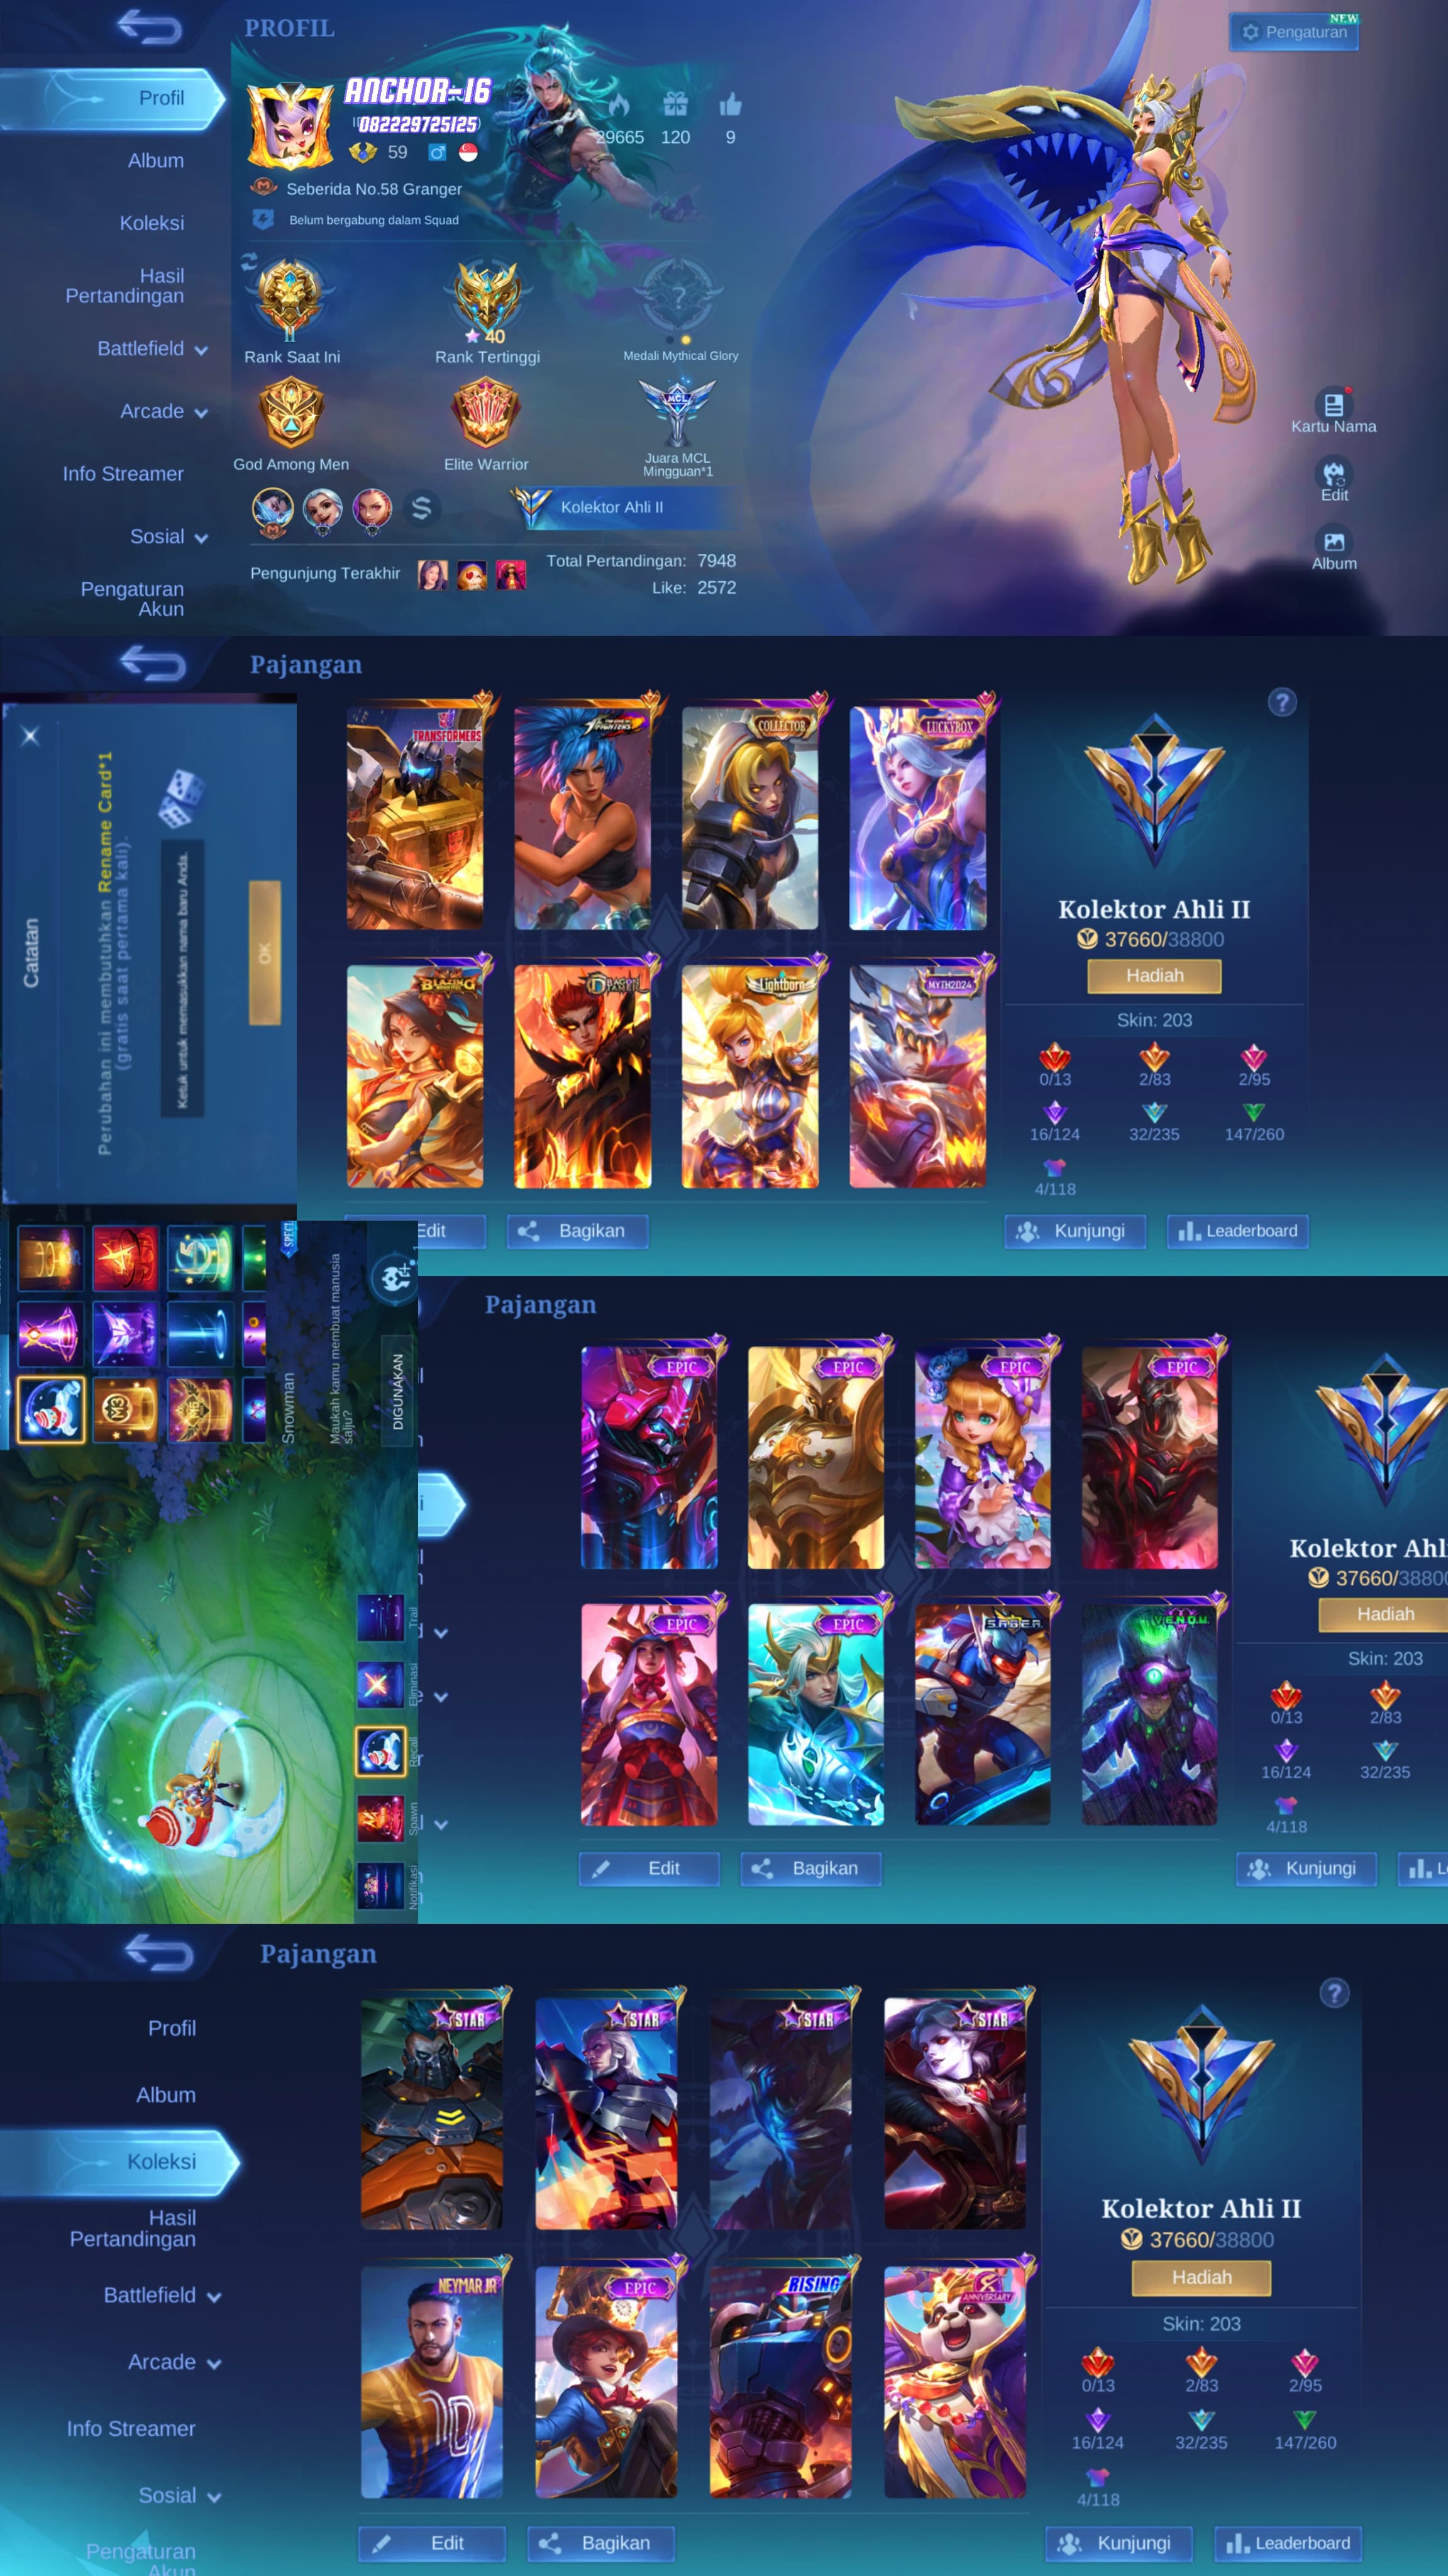 PROFIL
NEW
Pengaturan
Profil
Album
Koleksi
Hasil
Pertandingan
Battlefield
Arcade
Info Streamer
Sosial
Pengaturan
Akun
ANCHOR-16
082229725125
59
29665
120
9
Seberida No.58 Granger
Belum bergabung dalam Squad
II
40
Rank Saat Ini
Rank Tertinggi
Medali Mythical Glory
MCL
God Among Men
Elite Warrior
Juara MCL
Mingguan*1
Kolektor Ahli II
Pengunjung Terakhir
Total Pertandingan: 7948
Like: 2572
Kartu Nama
Edit
Album
Pajangan
Catatan
Perubahan ini membutuhkan Rename Card*1
(gratis saat pertama kali).
Ketuk untuk memasukkan nama baru Anda.
OK
TRANSFORMERS
COLLECTOR
LUCKYBOX
BLAZING
DRAGON
TAMER
Lightborn
MYTH2024
?
Kolektor Ahli II
37660/38800
Hadiah
Skin: 203
0/13
2/83
2/95
16/124
32/235
147/260
4/118
Edit
Bagikan
Kunjungi
Leaderboard
SPECI
M3
Snowman
Maukah kamu membuat manusia
salju?
DIGUNAKAN
Trail
Eliminasi
Recall
Spawn
Notifikasi
Pajangan
EPIC
EPIC
EPIC
EPIC
EPIC
EPIC
S.A.B.E.R.
V.E.N.O.M.
Kolektor Ahl
37660/3880
Hadiah
Skin: 203
0/13
2/83
16/124
32/235
4/118
Edit
Bagikan
Kunjungi
Pajangan
Profil
Album
Koleksi
Hasil
Pertandingan
Battlefield
Arcade
Info Streamer
Sosial
Pengaturan
Akun
STAR
STAR
STAR
STAR
NEYMAR JR
EPIC
RISING
ANNIVERSARY
?
Kolektor Ahli II
37660/38800
Hadiah
Skin: 203
0/13
2/83
2/95
16/124
32/235
147/260
4/118
Edit
Bagikan
Kunjungi
Leaderboard